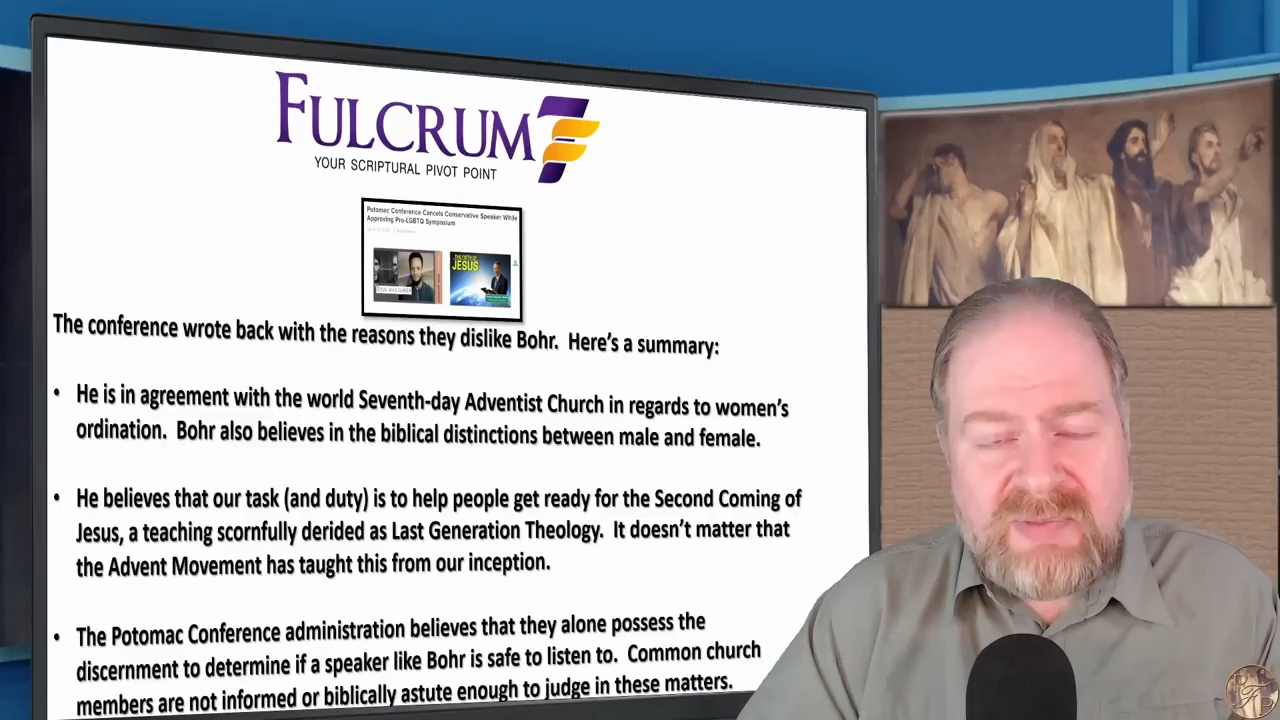 FULCRUM7
YOUR SCRIPTURAL PIVOT POINT
Potomac Conference Cancels Conservative Speaker While
Approving Pro-LGBTQ Symposium
THE FAITH OF
JESUS
The conference wrote back with the reasons they dislike Bohr. Here's a summary:
• He is in agreement with the world Seventh-day Adventist Church in regards to women's
ordination. Bohr also believes in the biblical distinctions between male and female.
• He believes that our task (and duty) is to help people get ready for the Second Coming of
Jesus, a teaching scornfully derided as Last Generation Theology. It doesn't matter that
the Advent Movement has taught this from our inception.
• The Potomac Conference administration believes that they alone possess the
discernment to determine if a speaker like Bohr is safe to listen to. Common church
members are not informed or biblically astute enough to judge in these matters.